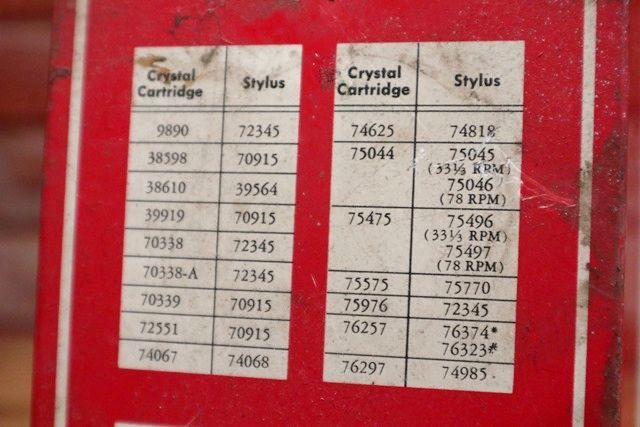 Crystal Cartridge Stylus
9890 72345
38598 70915
38610 39564
39919 70915
70338 72345
70338-A 72345
70339 70915
72551 70915
74067 74068
Crystal Cartridge Stylus
74625 74818
75044 75045
(33⅓ RPM)
75046
(78 RPM)
75475 75496
(33⅓ RPM)
75497
(78 RPM)
75575 75770
75976 72345
76257 76374*
76323*
76297 74985